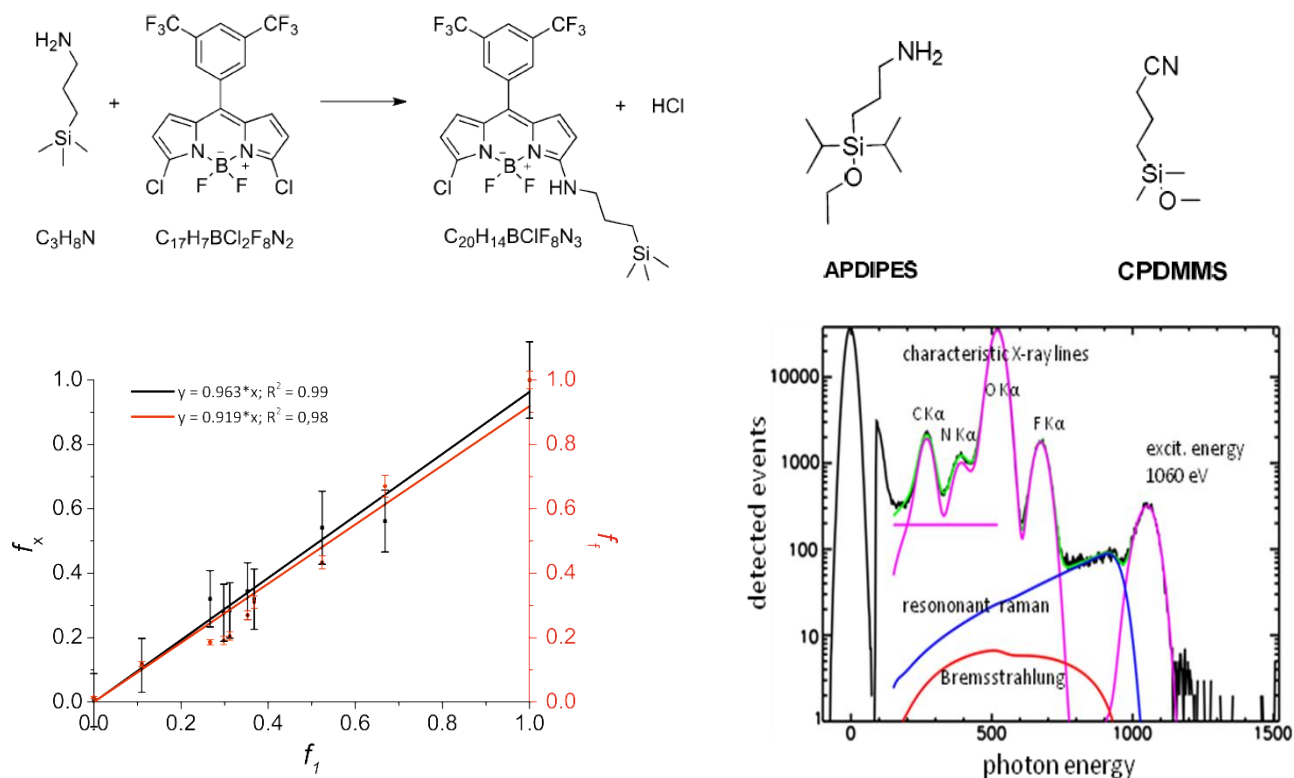 F3C CF3 F3C CF3
H2N
+ + HCl
Si N N N N
B B
− + − +
Cl F F Cl Cl F F HN
Si
C3H8N C17H7BCl2F8N2 C20H14BClF8N3
NH2
Si
O
APDIPES
CN
Si
O
CPDMMS
y = 0.963*x; R2 = 0.99
y = 0.919*x; R2 = 0,98
1.0 1.0
0.8 0.8
0.6 0.6
0.4 0.4
0.2 0.2
0.0 0.0
0.0 0.2 0.4 0.6 0.8 1.0
fx
ff
f1
characteristic X-ray lines
O Kα
C Kα
N Kα
F Kα
excit. energy
1060 eV
resononant raman
Bremsstrahlung
10000
1000
100
10
1
0 500 1000 1500
detected events
photon energy